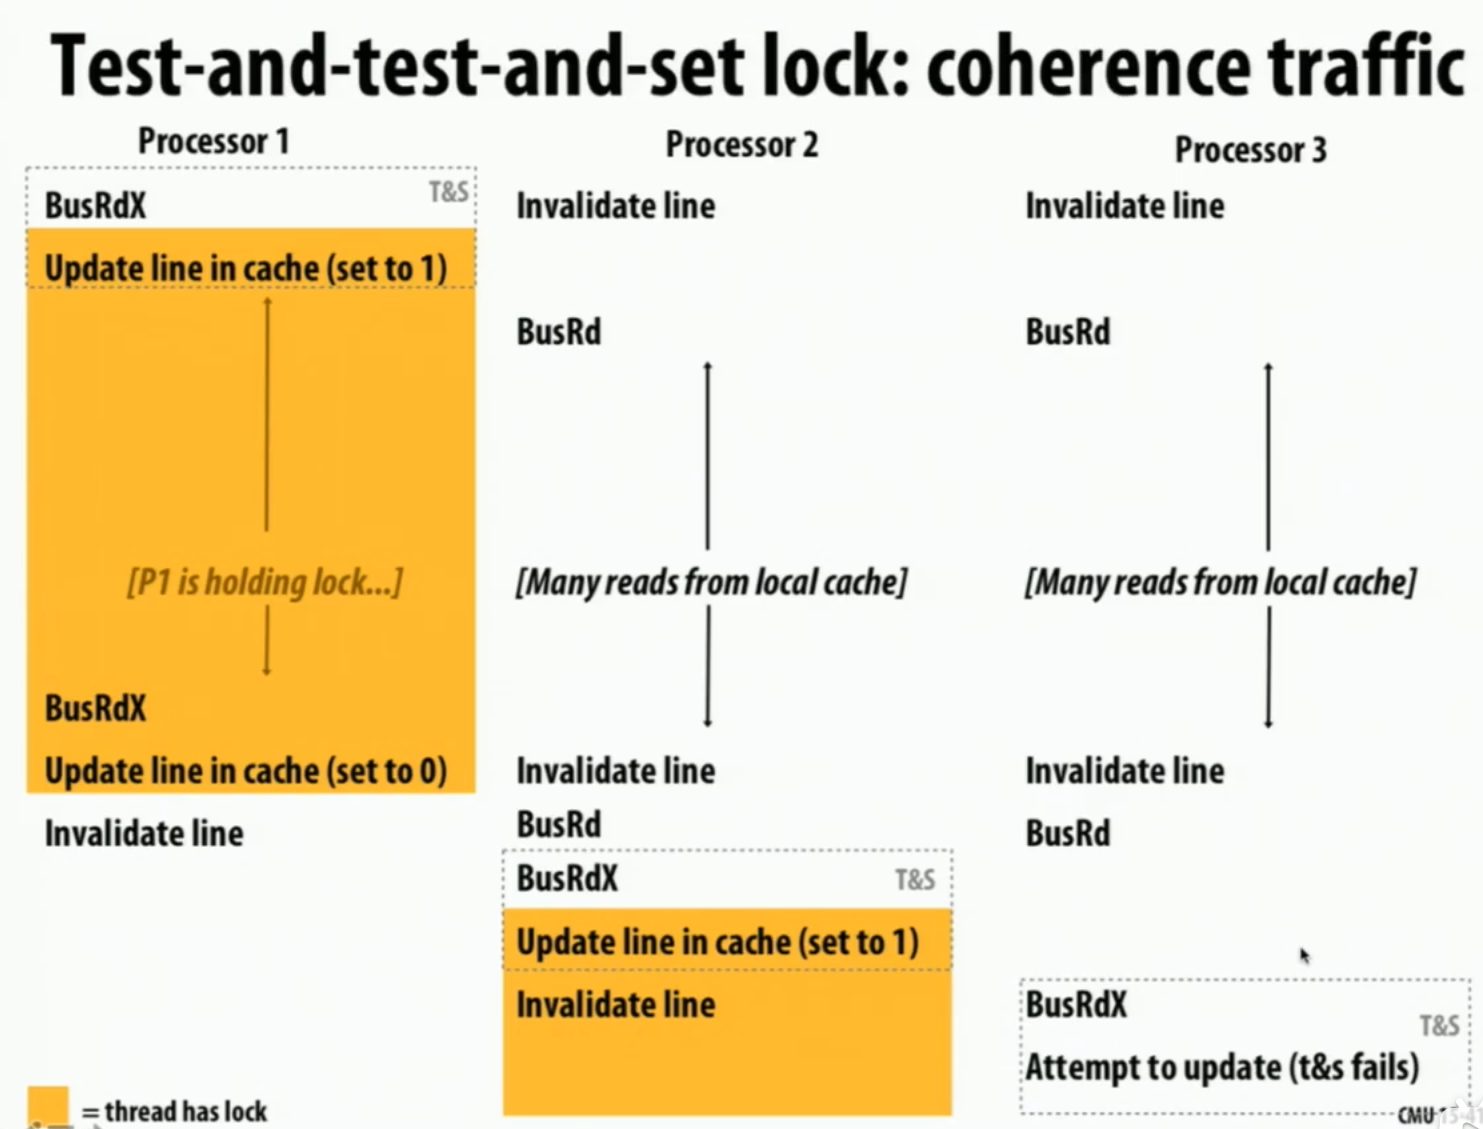 Test-and-test-and-set lock: coherence traffic
Processor 1
Processor 2
Processor 3
BusRdX
T&S
Invalidate line
Invalidate line
Update line in cache (set to 1)
BusRd
BusRd
[P1 is holding lock...]
[Many reads from local cache]
[Many reads from local cache]
BusRdX
Update line in cache (set to 0)
Invalidate line
Invalidate line
Invalidate line
BusRd
BusRd
BusRdX
T&S
Update line in cache (set to 1)
Invalidate line
BusRdX
T&S
Attempt to update (t&s fails)
= thread has lock
CMU